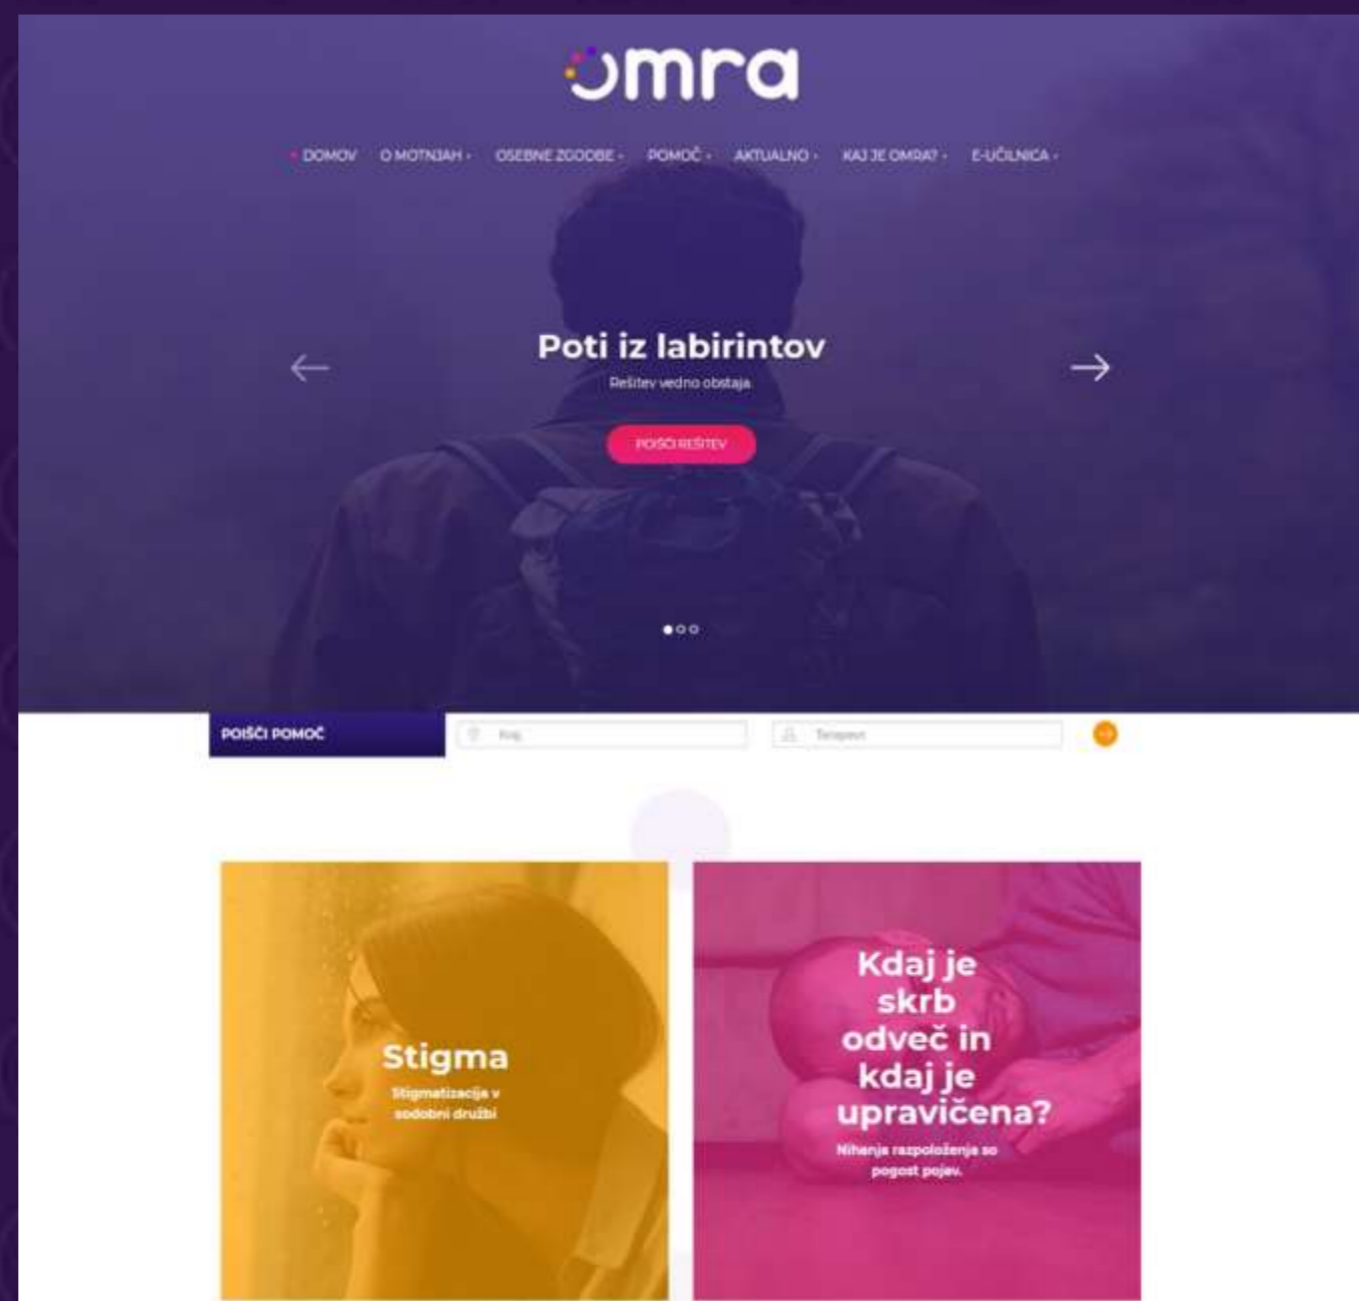 omra
DOMOV O MOTNJAH OSEBNE ZGODBE POMOČ AKTUALNO KAJ JE OMRA? E-UČILNICA
Poti iz labirintov
Rešitev vedno obstaja.
POIŠČI REŠITEV
POIŠČI POMOČ Kraj Terapevt
Stigma
Stigmatizacija v
sodobni družbi
Kdaj je
skrb
odveč in
kdaj je
upravičena?
Nihanja razpoloženja so
pogost pojav.